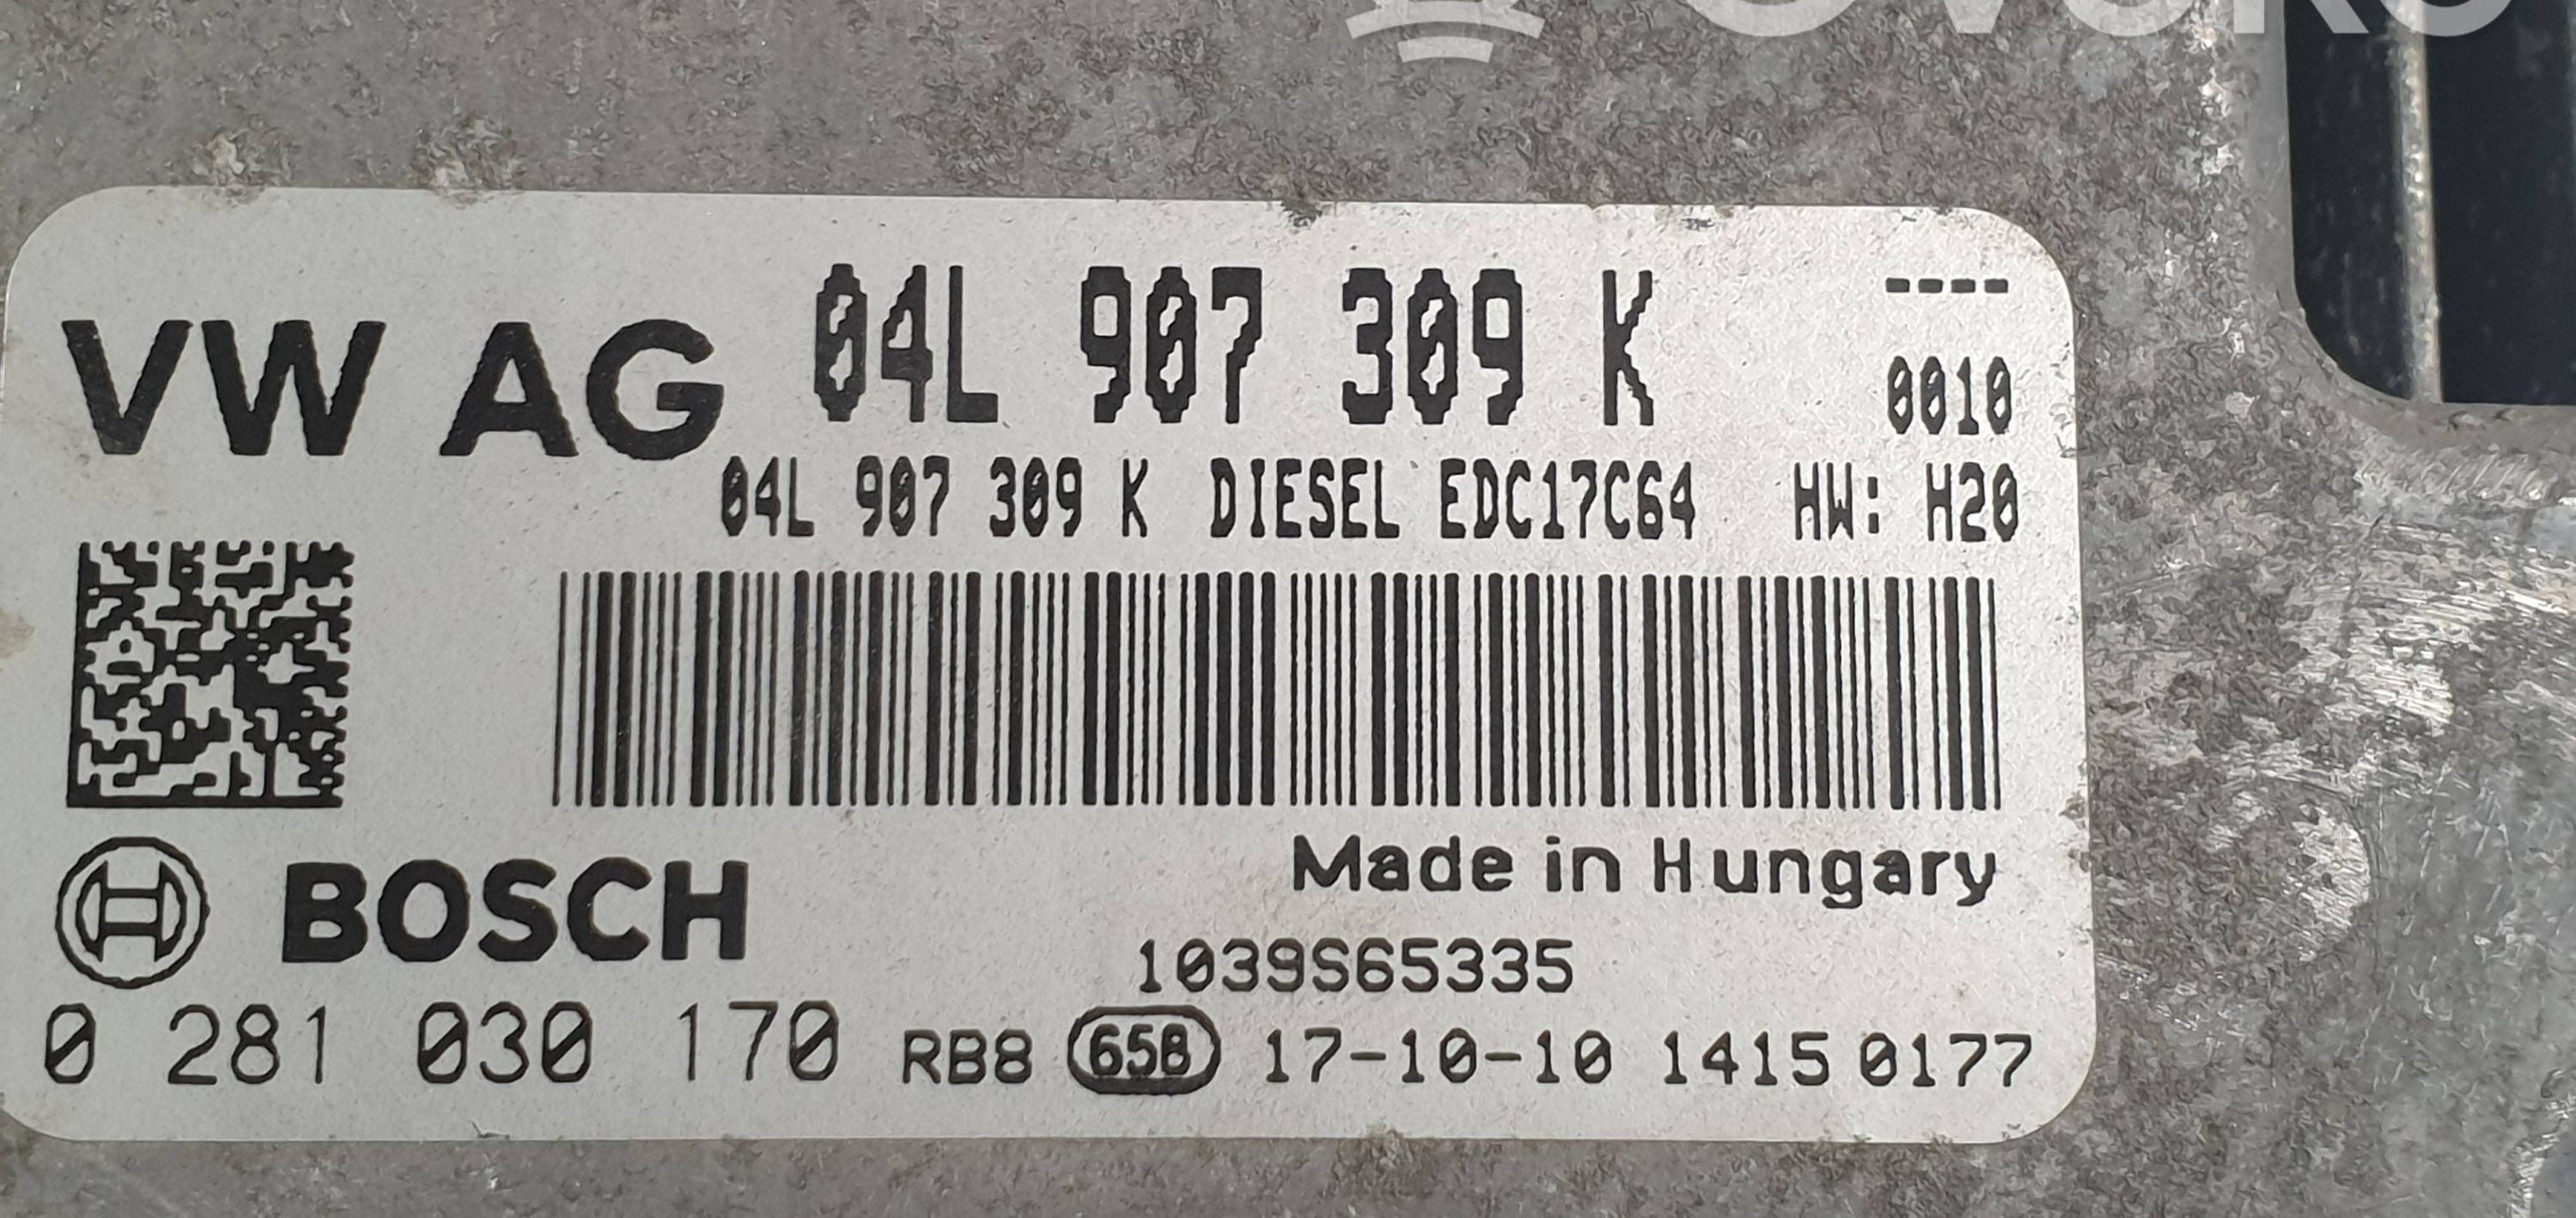 VW AG 04L 907 309 K ----
0010
04L 907 309 K DIESEL EDC17C64 HW: H20
BOSCH
Made in Hungary
1039S65335
0 281 030 170 RB8 658 17-10-10 1415 0177